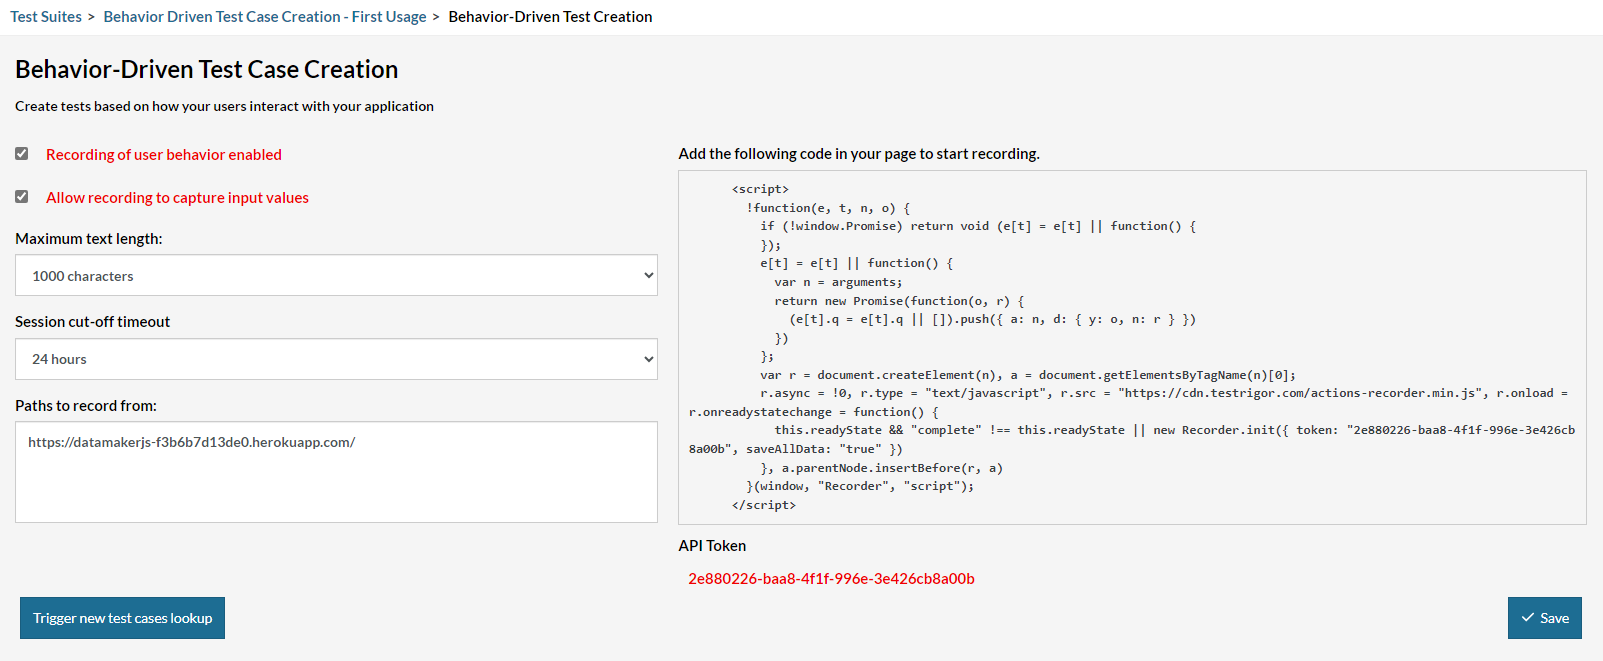 Test Suites > Behavior Driven Test Case Creation - First Usage > Behavior-Driven Test Creation
Behavior-Driven Test Case Creation
Create tests based on how your users interact with your application
Recording of user behavior enabled
Allow recording to capture input values
Maximum text length:
1000 characters
Session cut-off timeout
24 hours
Paths to record from:
https://datamakerjs-f3b6b7d13de0.herokuapp.com/
Add the following code in your page to start recording.
<script>
!function(e, t, n, o) {
if (!window.Promise) return void (e[t] = e[t] || function() {
});
e[t] = e[t] || function() {
var n = arguments;
return new Promise(function(o, r) {
(e[t].q = e[t].q || []).push({ a: n, d: { y: o, n: r } })
})
};
var r = document.createElement(n), a = document.getElementsByTagName(n)[0];
r.async = !0, r.type = "text/javascript", r.src = "https://cdn.testrigor.com/actions-recorder.min.js", r.onload =
r.onreadystatechange = function() {
this.readyState && "complete" !== this.readyState || new Recorder.init({ token: "2e880226-baa8-4f1f-996e-3e426cb
8a00b", saveAllData: "true" })
}, a.parentNode.insertBefore(r, a)
}(window, "Recorder", "script");
</script>
API Token
2e880226-baa8-4f1f-996e-3e426cb8a00b
Trigger new test cases lookup
Save